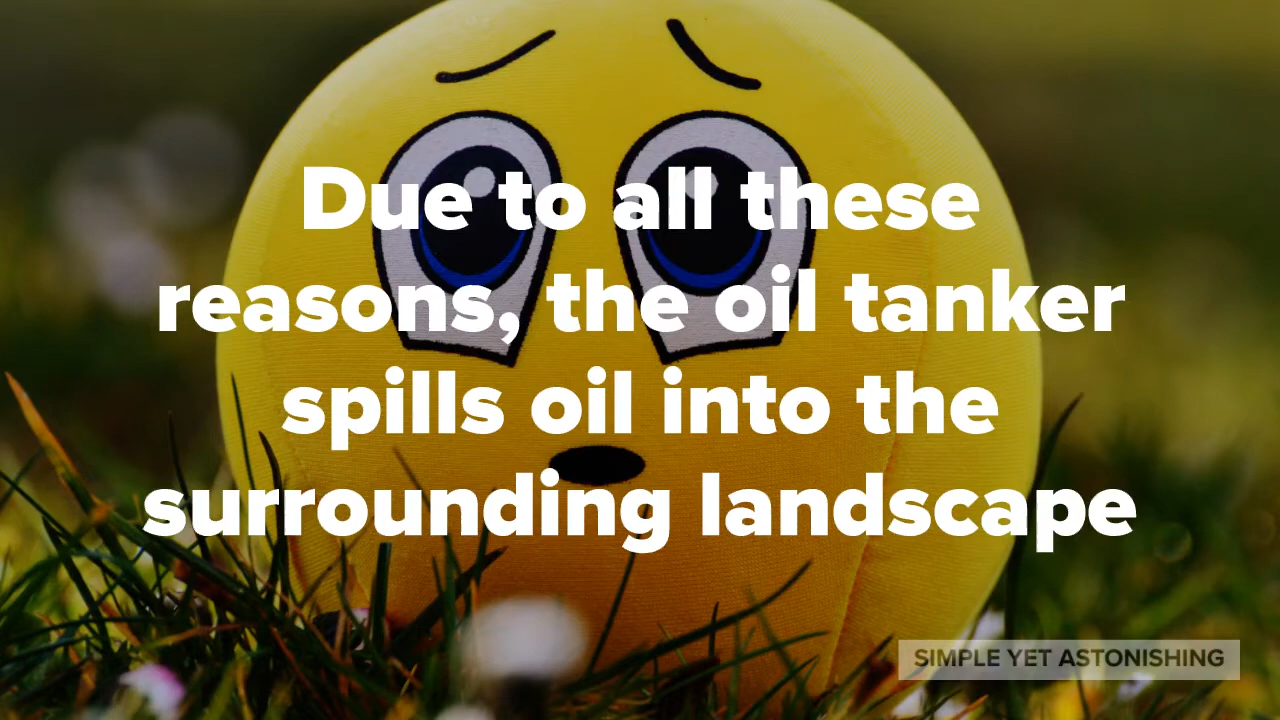 Due to all these
reasons, the oil tanker
spills oil into the
surrounding landscape
SIMPLE YET ASTONISHING